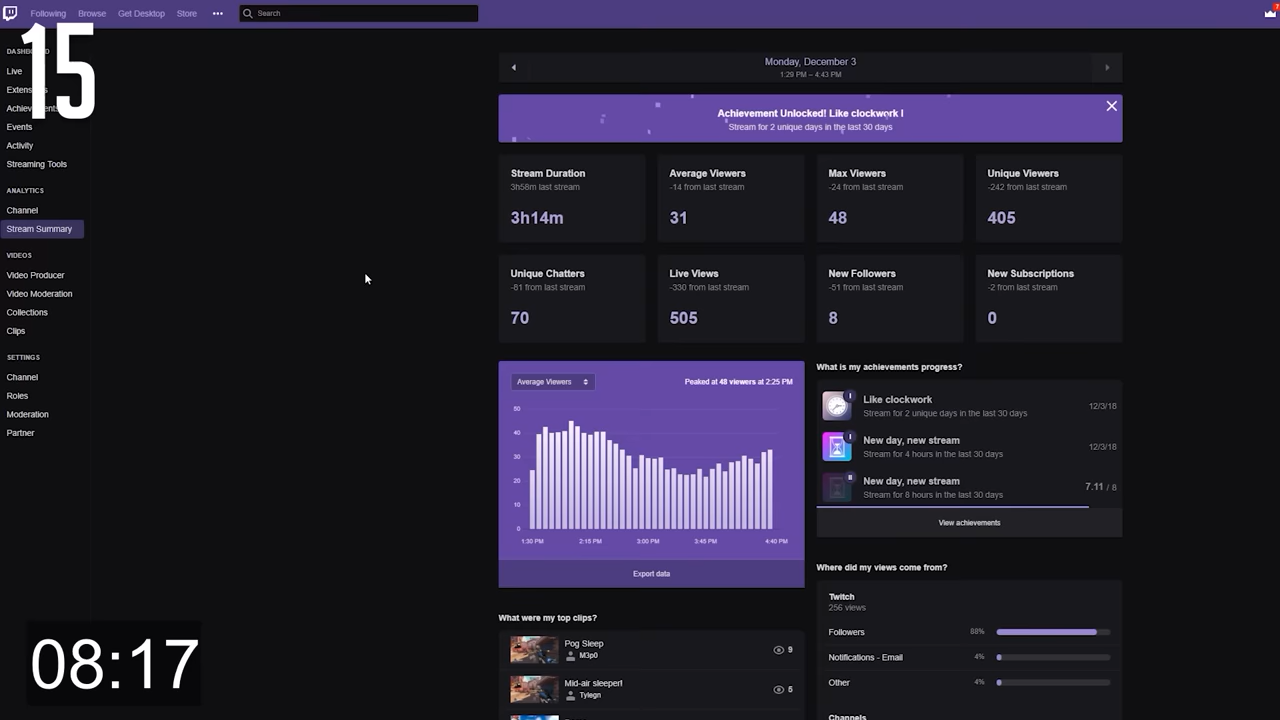 Following Browse Get Desktop Store ••• Search
7
15
Live
Events
Activity
Streaming Tools
ANALYTICS
Channel
Stream Summary
VIDEOS
Video Producer
Video Moderation
Collections
Clips
SETTINGS
Channel
Roles
Moderation
Partner
08:17
Monday, December 3
1:29 PM – 4:43 PM
Achievement Unlocked! Like clockwork I
Stream for 2 unique days in the last 30 days
Stream Duration
3h58m last stream
3h14m
Average Viewers
-14 from last stream
31
Max Viewers
-24 from last stream
48
Unique Viewers
-242 from last stream
405
Unique Chatters
-81 from last stream
70
Live Views
-330 from last stream
505
New Followers
-51 from last stream
8
New Subscriptions
-2 from last stream
0
Average Viewers
Peaked at 48 viewers at 2:25 PM
50
40
30
20
10
0
1:30 PM 2:15 PM 3:00 PM 3:45 PM 4:40 PM
Export data
What were my top clips?
Pog Sleep
M3p0
9
Mid-air sleeper!
Tylegn
5
What is my achievements progress?
I
Like clockwork
Stream for 2 unique days in the last 30 days
12/3/18
I
New day, new stream
Stream for 4 hours in the last 30 days
12/3/18
II
New day, new stream
Stream for 8 hours in the last 30 days
7.11 / 8
View achievements
Where did my views come from?
Twitch
256 views
Followers 88%
Notifications - Email 4%
Other 4%
Channels